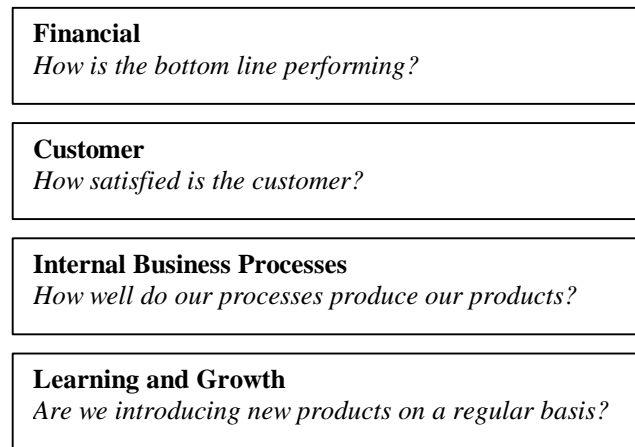 Financial
How is the bottom line performing?
Customer
How satisfied is the customer?
Internal Business Processes
How well do our processes produce our products?
Learning and Growth
Are we introducing new products on a regular basis?